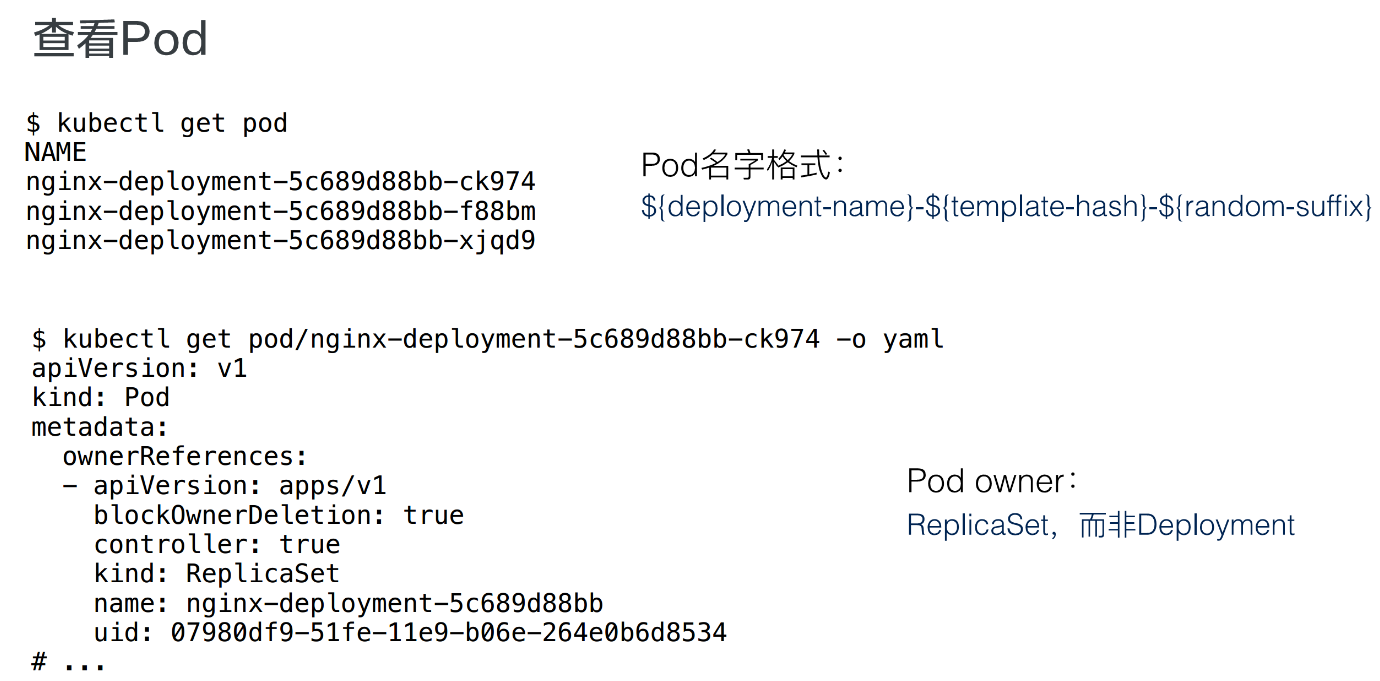 查看Pod
$ kubectl get pod
NAME
nginx-deployment-5c689d88bb-ck974
nginx-deployment-5c689d88bb-f88bm
nginx-deployment-5c689d88bb-xjqd9
Pod名字格式：
${deployment-name}-${template-hash}-${random-suffix}
$ kubectl get pod/nginx-deployment-5c689d88bb-ck974 -o yaml
apiVersion: v1
kind: Pod
metadata:
  ownerReferences:
  - apiVersion: apps/v1
    blockOwnerDeletion: true
    controller: true
    kind: ReplicaSet
    name: nginx-deployment-5c689d88bb
    uid: 07980df9-51fe-11e9-b06e-264e0b6d8534
# ...
Pod owner：
ReplicaSet，而非Deployment